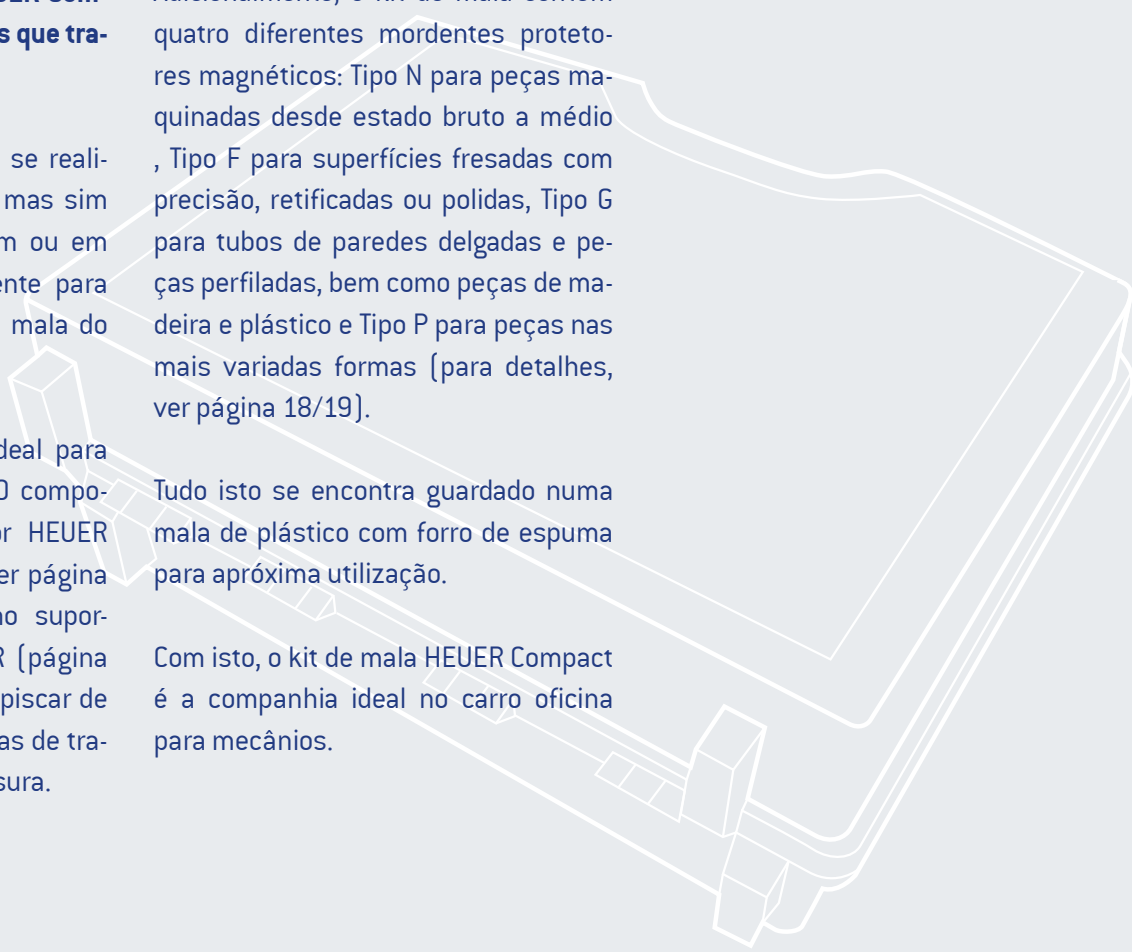 s que tra-
se reali-
mas sim
m ou em
ente para
mala do
deal para
O compo-
or HEUER
er página
no supor-
R (página
piscar de
as de tra-
sura.
quatro diferentes mordentes proteto-
res magnéticos: Tipo N para peças ma-
quinadas desde estado bruto a médio
, Tipo F para superfícies fresadas com
precisão, retificadas ou polidas, Tipo G
para tubos de paredes delgadas e pe-
ças perfiladas, bem como peças de ma-
deira e plástico e Tipo P para peças nas
mais variadas formas (para detalhes,
ver página 18/19).
Tudo isto se encontra guardado numa
mala de plástico com forro de espuma
para apróxima utilização.
Com isto, o kit de mala HEUER Compact
é a companhia ideal no carro oficina
para mecânios.